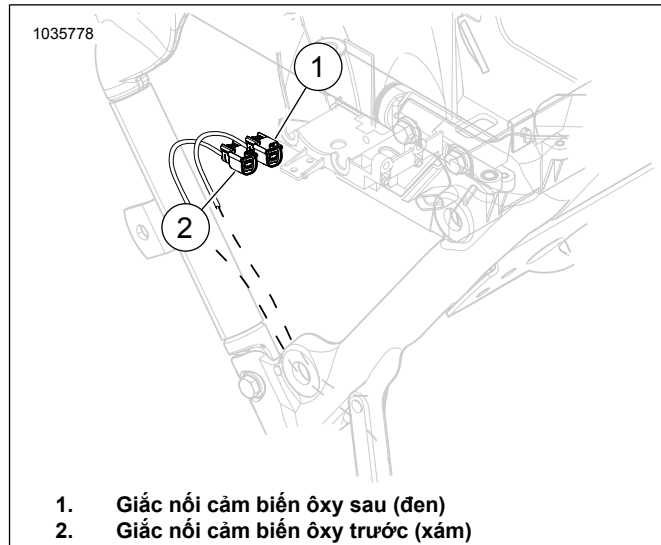 1035778
1
2
1. Giắc nối cảm biến ôxy sau (đen)
2. Giắc nối cảm biến ôxy trước (xám)